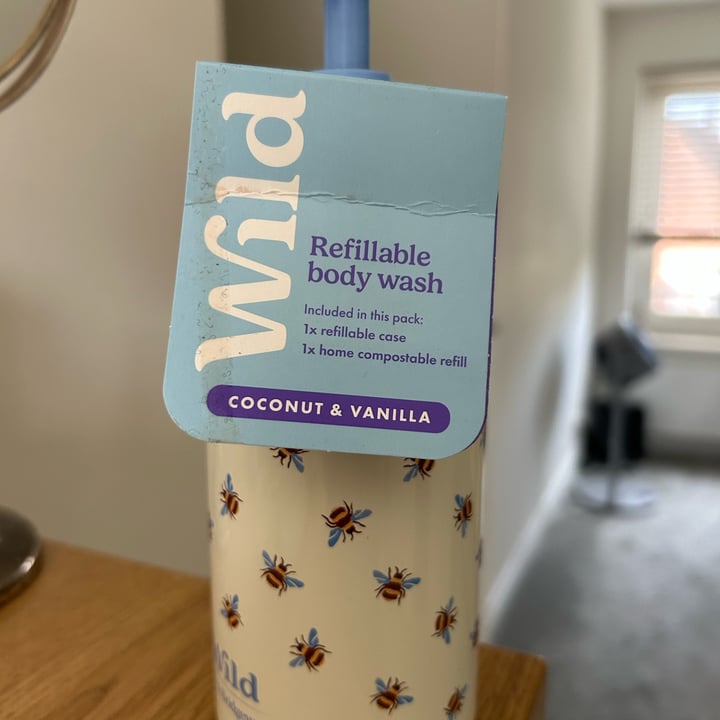 Wild
Refillable
body wash
Included in this pack:
1x refillable case
1x home compostable refill
COCONUT & VANILLA
Wild